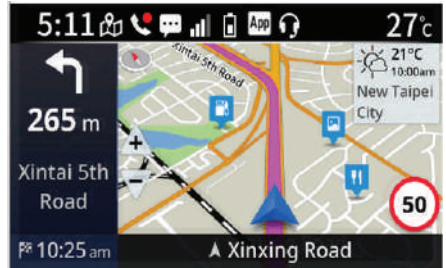 5:11
App
27°c
265 m
Xintai 5th
Road
10:25 am
Xintai 5th Road
+
−
21°C
10:00am
New Taipei
City
50
Xinxing Road